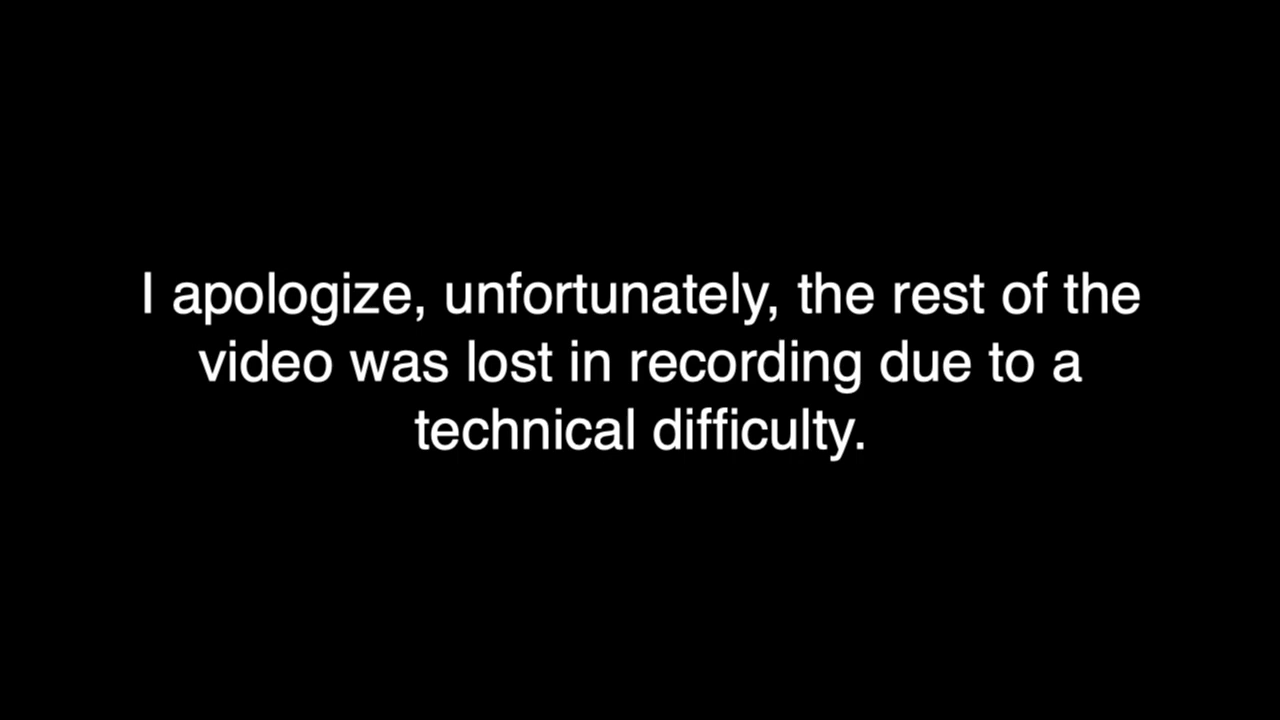 I apologize, unfortunately, the rest of the
video was lost in recording due to a
technical difficulty.